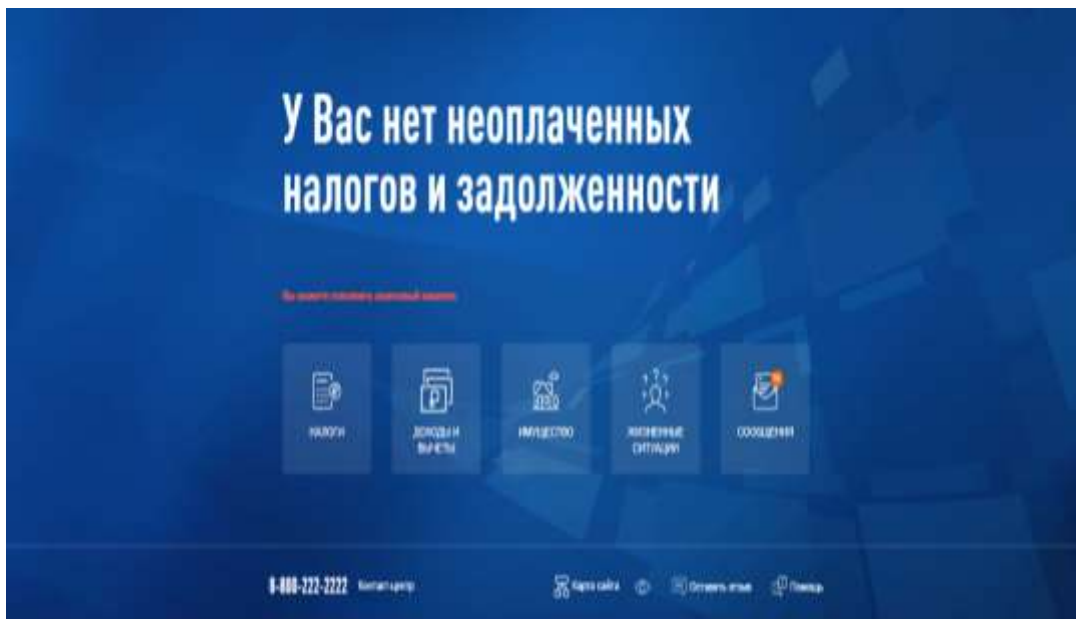 У Вас нет неоплаченных
налогов и задолженности
НАЛОГИ
ДОХОДЫ И
ВЫЧЕТЫ
ИМУЩЕСТВО
ЖИЗНЕННЫЕ
СИТУАЦИИ
СООБЩЕНИЯ
8-800-222-2222 Контакт-центр
Карта сайта
Оставить отзыв
Помощь